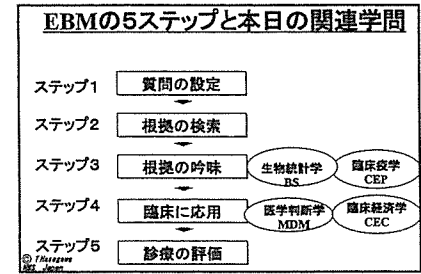 EBMの5ステップと本日の関連学問
ステップ1 質問の設定
ステップ2 根拠の検索
ステップ3 根拠の吟味 生物統計学 BS 臨床疫学 CEP
ステップ4 臨床に応用 医学判断学 MDM 臨床経済学 CEC
ステップ5 診療の評価
© T Hasegawa
Japan